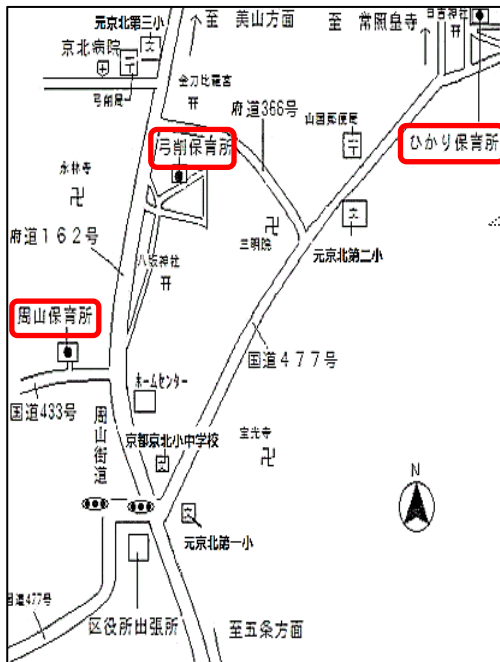 元京北第三小
至 美山方面
至 常照皇寺
日吉神社
京北病院
弓削局
金刀比羅宮
府道366号
山国郵便局
弓削保育所
ひかり保育所
永林寺
三明院
元京北第二小
府道162号
八坂神社
周山保育所
国道477号
国道433号
ホームセンター
周山街道
京都京北小中学校
宝光寺
N
元京北第一小
国道477号
区役所出張所
至五条方面